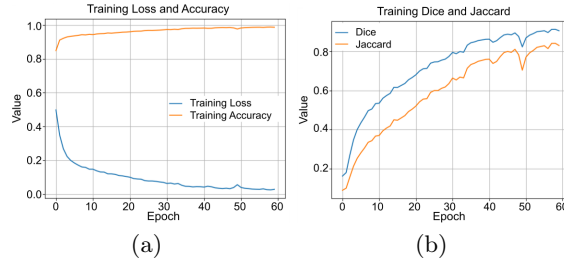 Training Loss and Accuracy
Value
1.0
0.8
0.6
0.4
0.2
0.0
Training Loss
Training Accuracy
0 10 20 30 40 50 60
Epoch
(a)
Training Dice and Jaccard
Value
0.8
0.6
0.4
0.2
Dice
Jaccard
0 10 20 30 40 50 60
Epoch
(b)